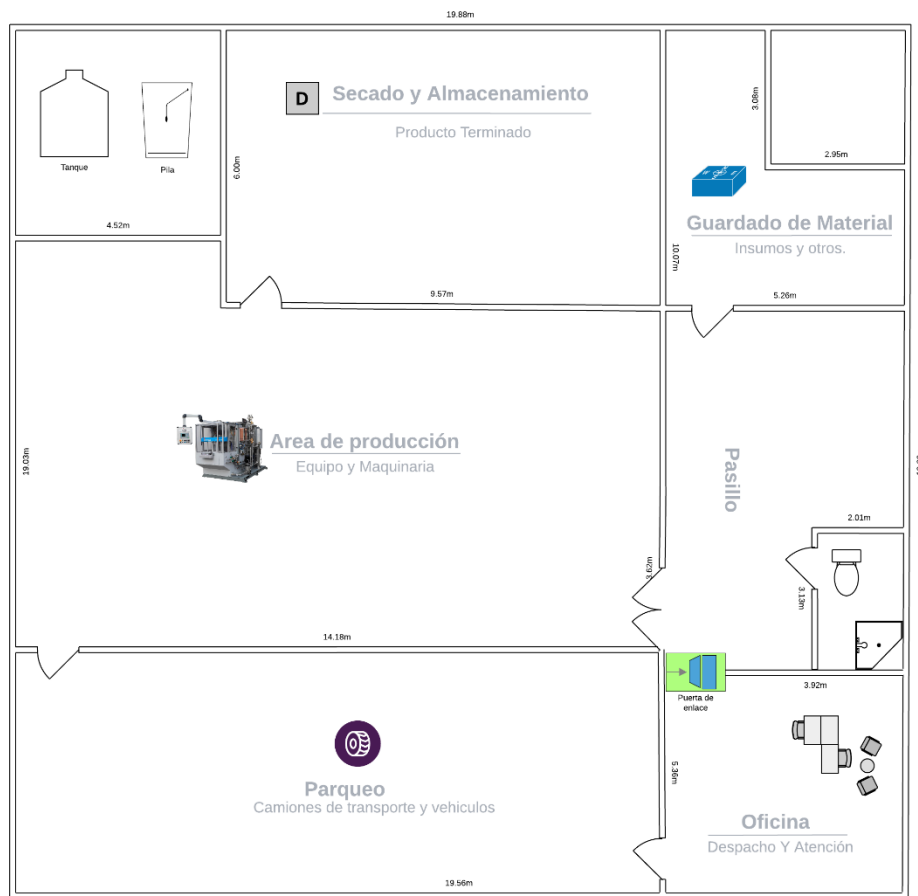 19.88m
D
Secado y Almacenamiento
Producto Terminado
Tanque
Pila
6.00m
4.52m
9.57m
3.08m
2.95m
Guardado de Material
Insumos y otros.
10.07m
5.26m
Area de producción
Equipo y Maquinaria
19.03m
Pasillo
2.01m
3.62m
3.13m
14.18m
Puerta de
enlace
3.92m
Parqueo
Camiones de transporte y vehiculos
5.36m
Oficina
Despacho Y Atención
19.56m